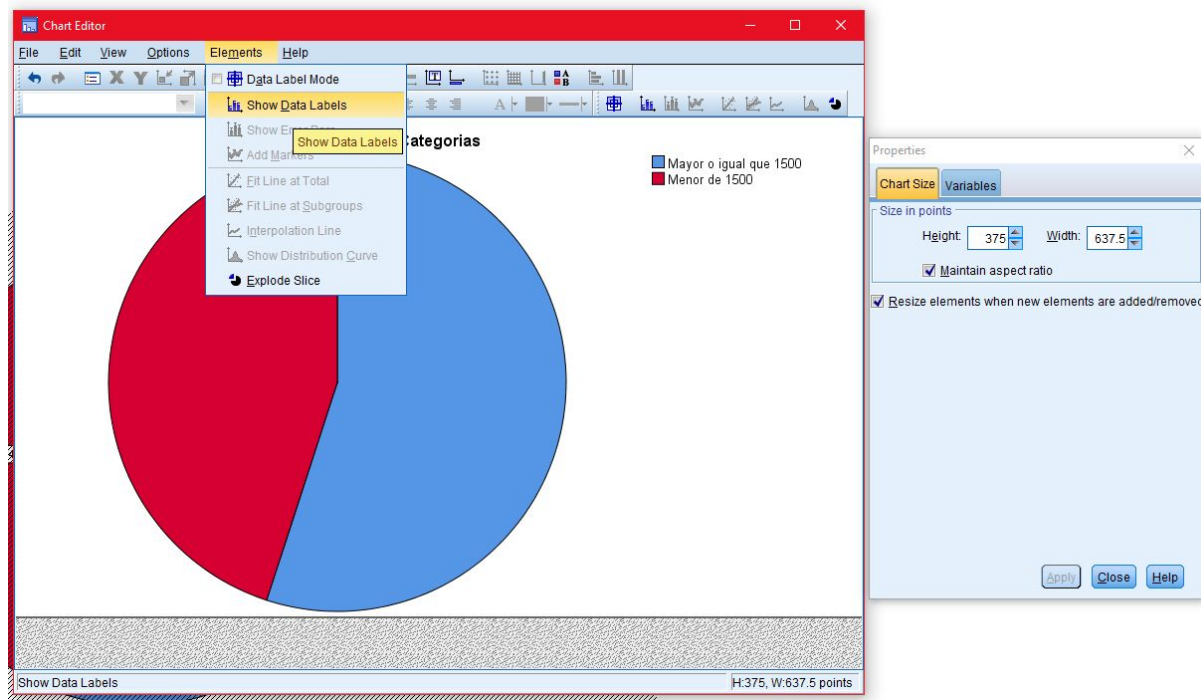 Chart Editor
File Edit View Options Elements Help
X Y
A B
A
Data Label Mode
Show Data Labels
Show Er
Show Data Labels
Add Markers
Fit Line at Total
Fit Line at Subgroups
Interpolation Line
Show Distribution Curve
Explode Slice
ategorias
Mayor o igual que 1500
Menor de 1500
Show Data Labels
H:375, W:637.5 points
Properties
Chart Size Variables
Size in points
Height: 375 Width: 637.5
Maintain aspect ratio
Resize elements when new elements are added/removed
Apply Close Help